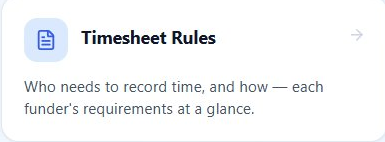 Timesheet Rules
Who needs to record time, and how — each
funder's requirements at a glance.